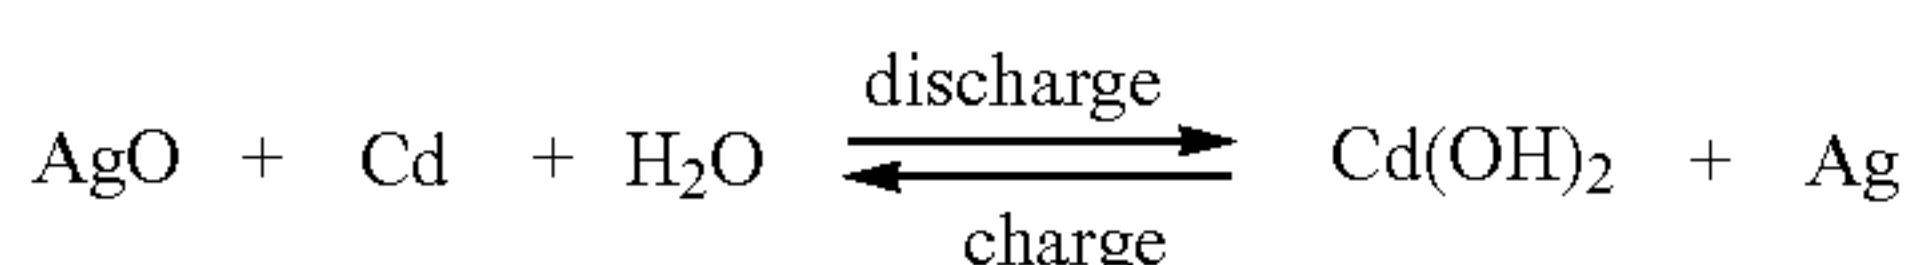 discharge
AgO + Cd + H₂O ⇌ Cd(OH)₂ + Ag
charge